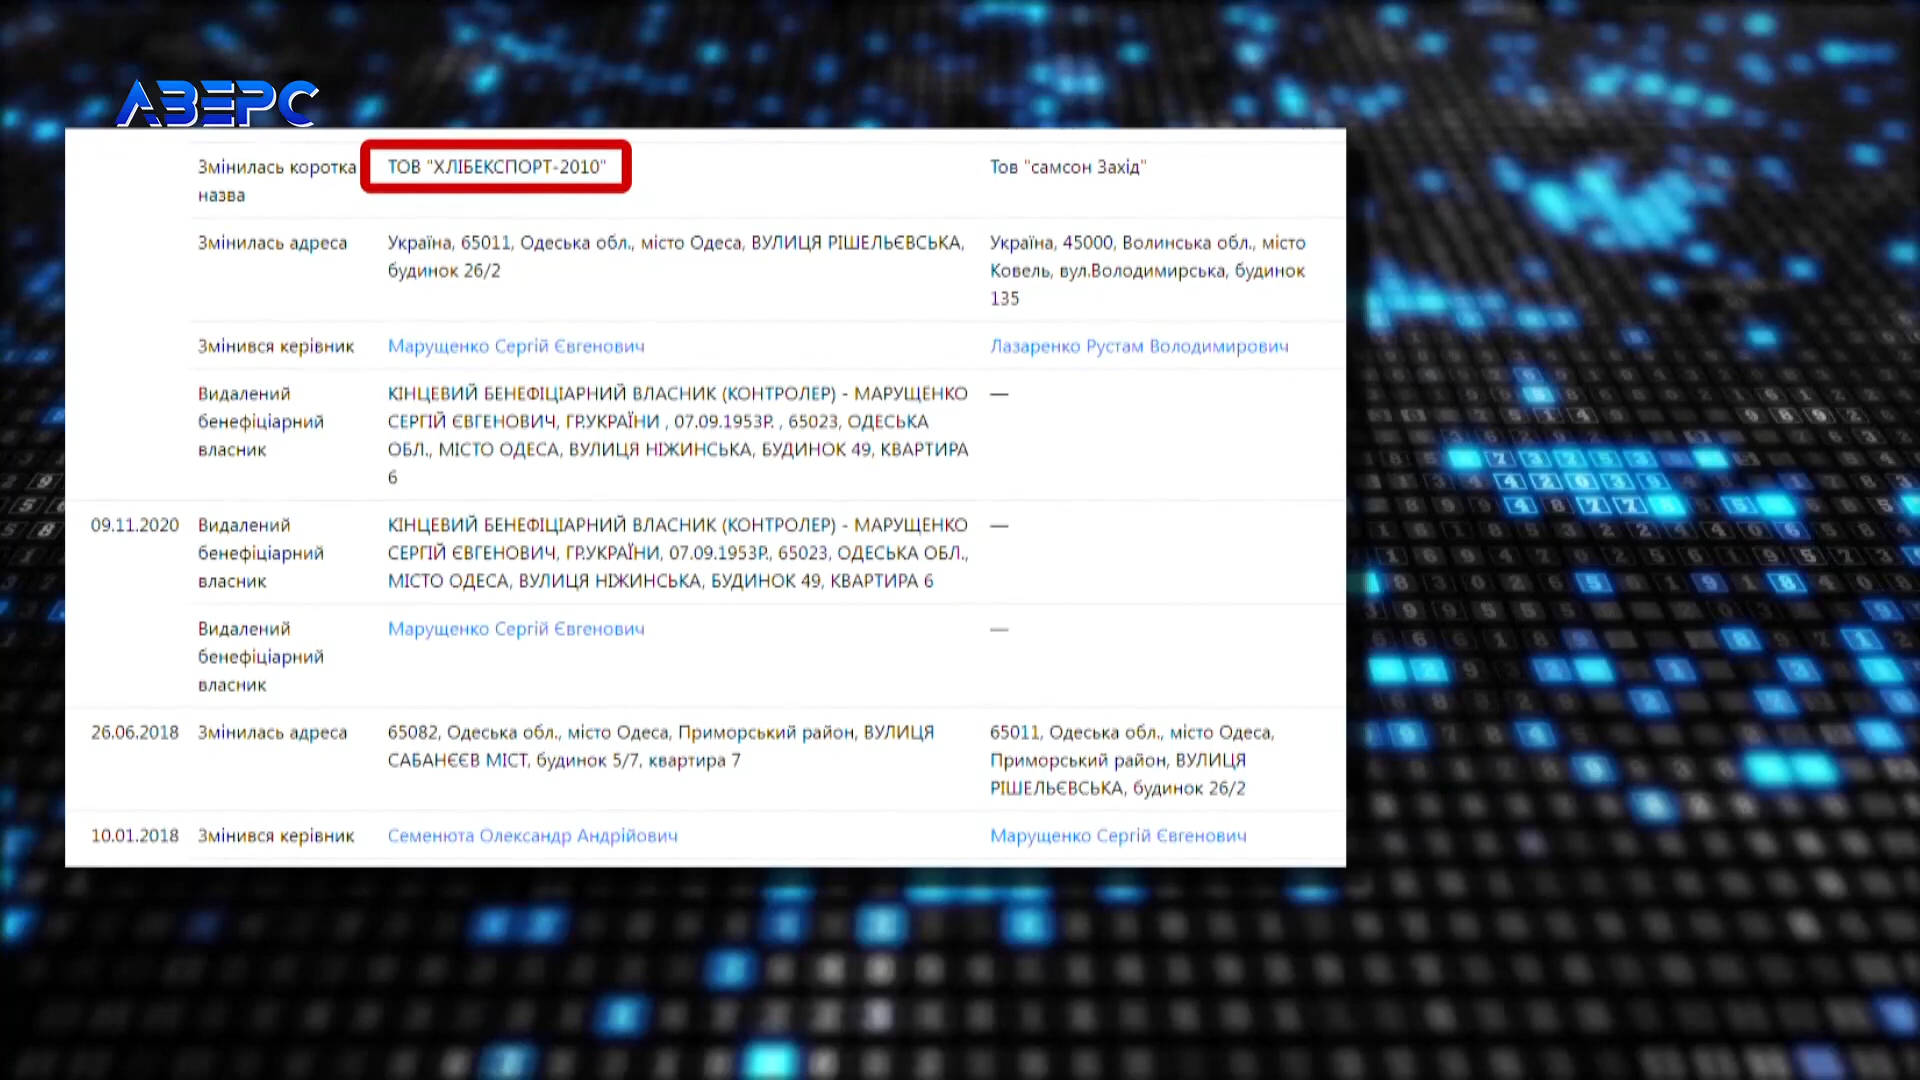 АВЕРС
Змінилась коротка назва
ТОВ "ХЛІБЕКСПОРТ-2010"
Тов "самсон Захід"
Змінилась адреса
Україна, 65011, Одеська обл., місто Одеса, ВУЛИЦЯ РІШЕЛЬЄВСЬКА,
будинок 26/2
Україна, 45000, Волинська обл., місто
Ковель, вул.Володимирська, будинок
135
Змінився керівник
Марущенко Сергій Євгенович
Лазаренко Рустам Володимирович
Видалений
бенефіціарний
власник
КІНЦЕВИЙ БЕНЕФІЦІАРНИЙ ВЛАСНИК (КОНТРОЛЕР) - МАРУЩЕНКО
СЕРГІЙ ЄВГЕНОВИЧ, ГР.УКРАЇНИ , 07.09.1953Р. , 65023, ОДЕСЬКА
ОБЛ., МІСТО ОДЕСА, ВУЛИЦЯ НІЖИНСЬКА, БУДИНОК 49, КВАРТИРА
6
—
09.11.2020
Видалений
бенефіціарний
власник
КІНЦЕВИЙ БЕНЕФІЦІАРНИЙ ВЛАСНИК (КОНТРОЛЕР) - МАРУЩЕНКО
СЕРГІЙ ЄВГЕНОВИЧ, ГР.УКРАЇНИ, 07.09.1953Р., 65023, ОДЕСЬКА ОБЛ.,
МІСТО ОДЕСА, ВУЛИЦЯ НІЖИНСЬКА, БУДИНОК 49, КВАРТИРА 6
—
Видалений
бенефіціарний
власник
Марущенко Сергій Євгенович
—
26.06.2018
Змінилась адреса
65082, Одеська обл., місто Одеса, Приморський район, ВУЛИЦЯ
САБАНЄЄВ МІСТ, будинок 5/7, квартира 7
65011, Одеська обл., місто Одеса,
Приморський район, ВУЛИЦЯ
РІШЕЛЬЄВСЬКА, будинок 26/2
10.01.2018
Змінився керівник
Семенюта Олександр Андрійович
Марущенко Сергій Євгенович